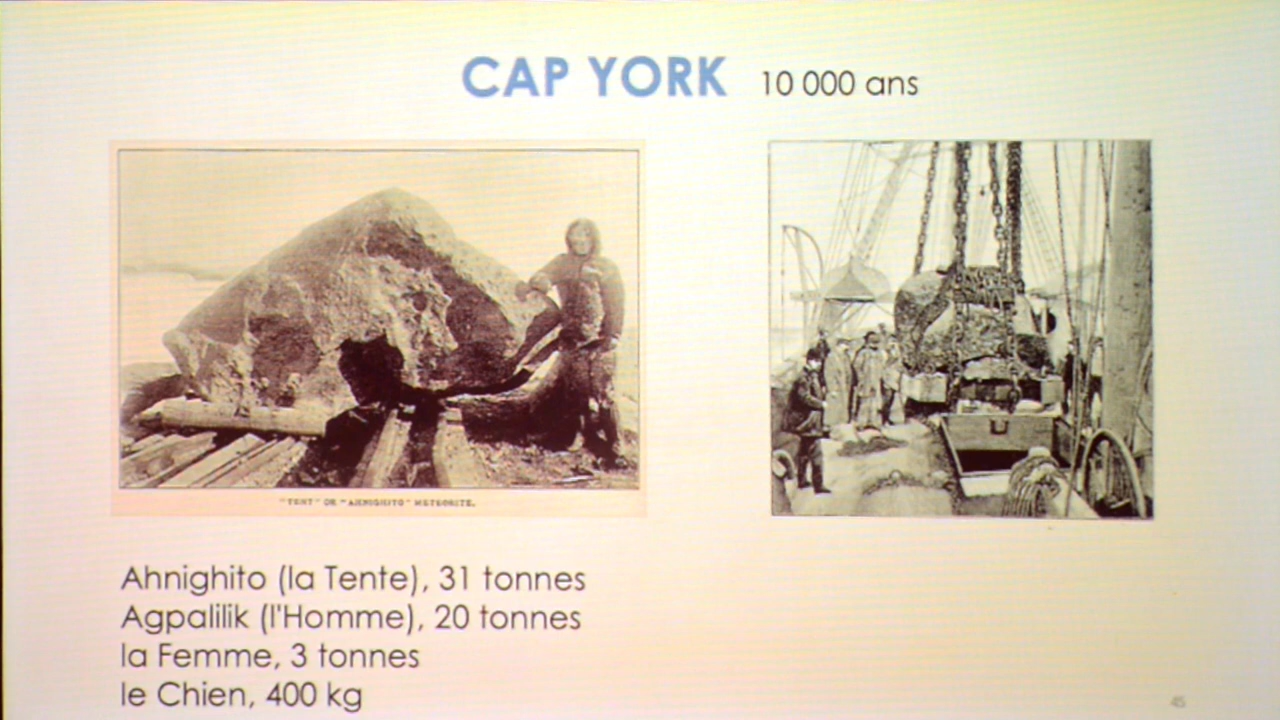 CAP YORK 10 000 ans
"TENT" OR "AHNIGHITO" METEORITE.
Ahnighito (la Tente), 31 tonnes
Agpalilik (l'Homme), 20 tonnes
la Femme, 3 tonnes
le Chien, 400 kg
45